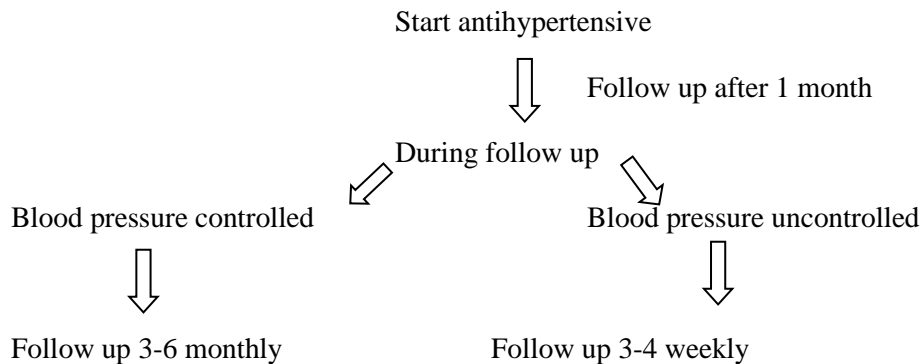 Start antihypertensive
Follow up after 1 month
During follow up
Blood pressure controlled
Blood pressure uncontrolled
Follow up 3-6 monthly
Follow up 3-4 weekly